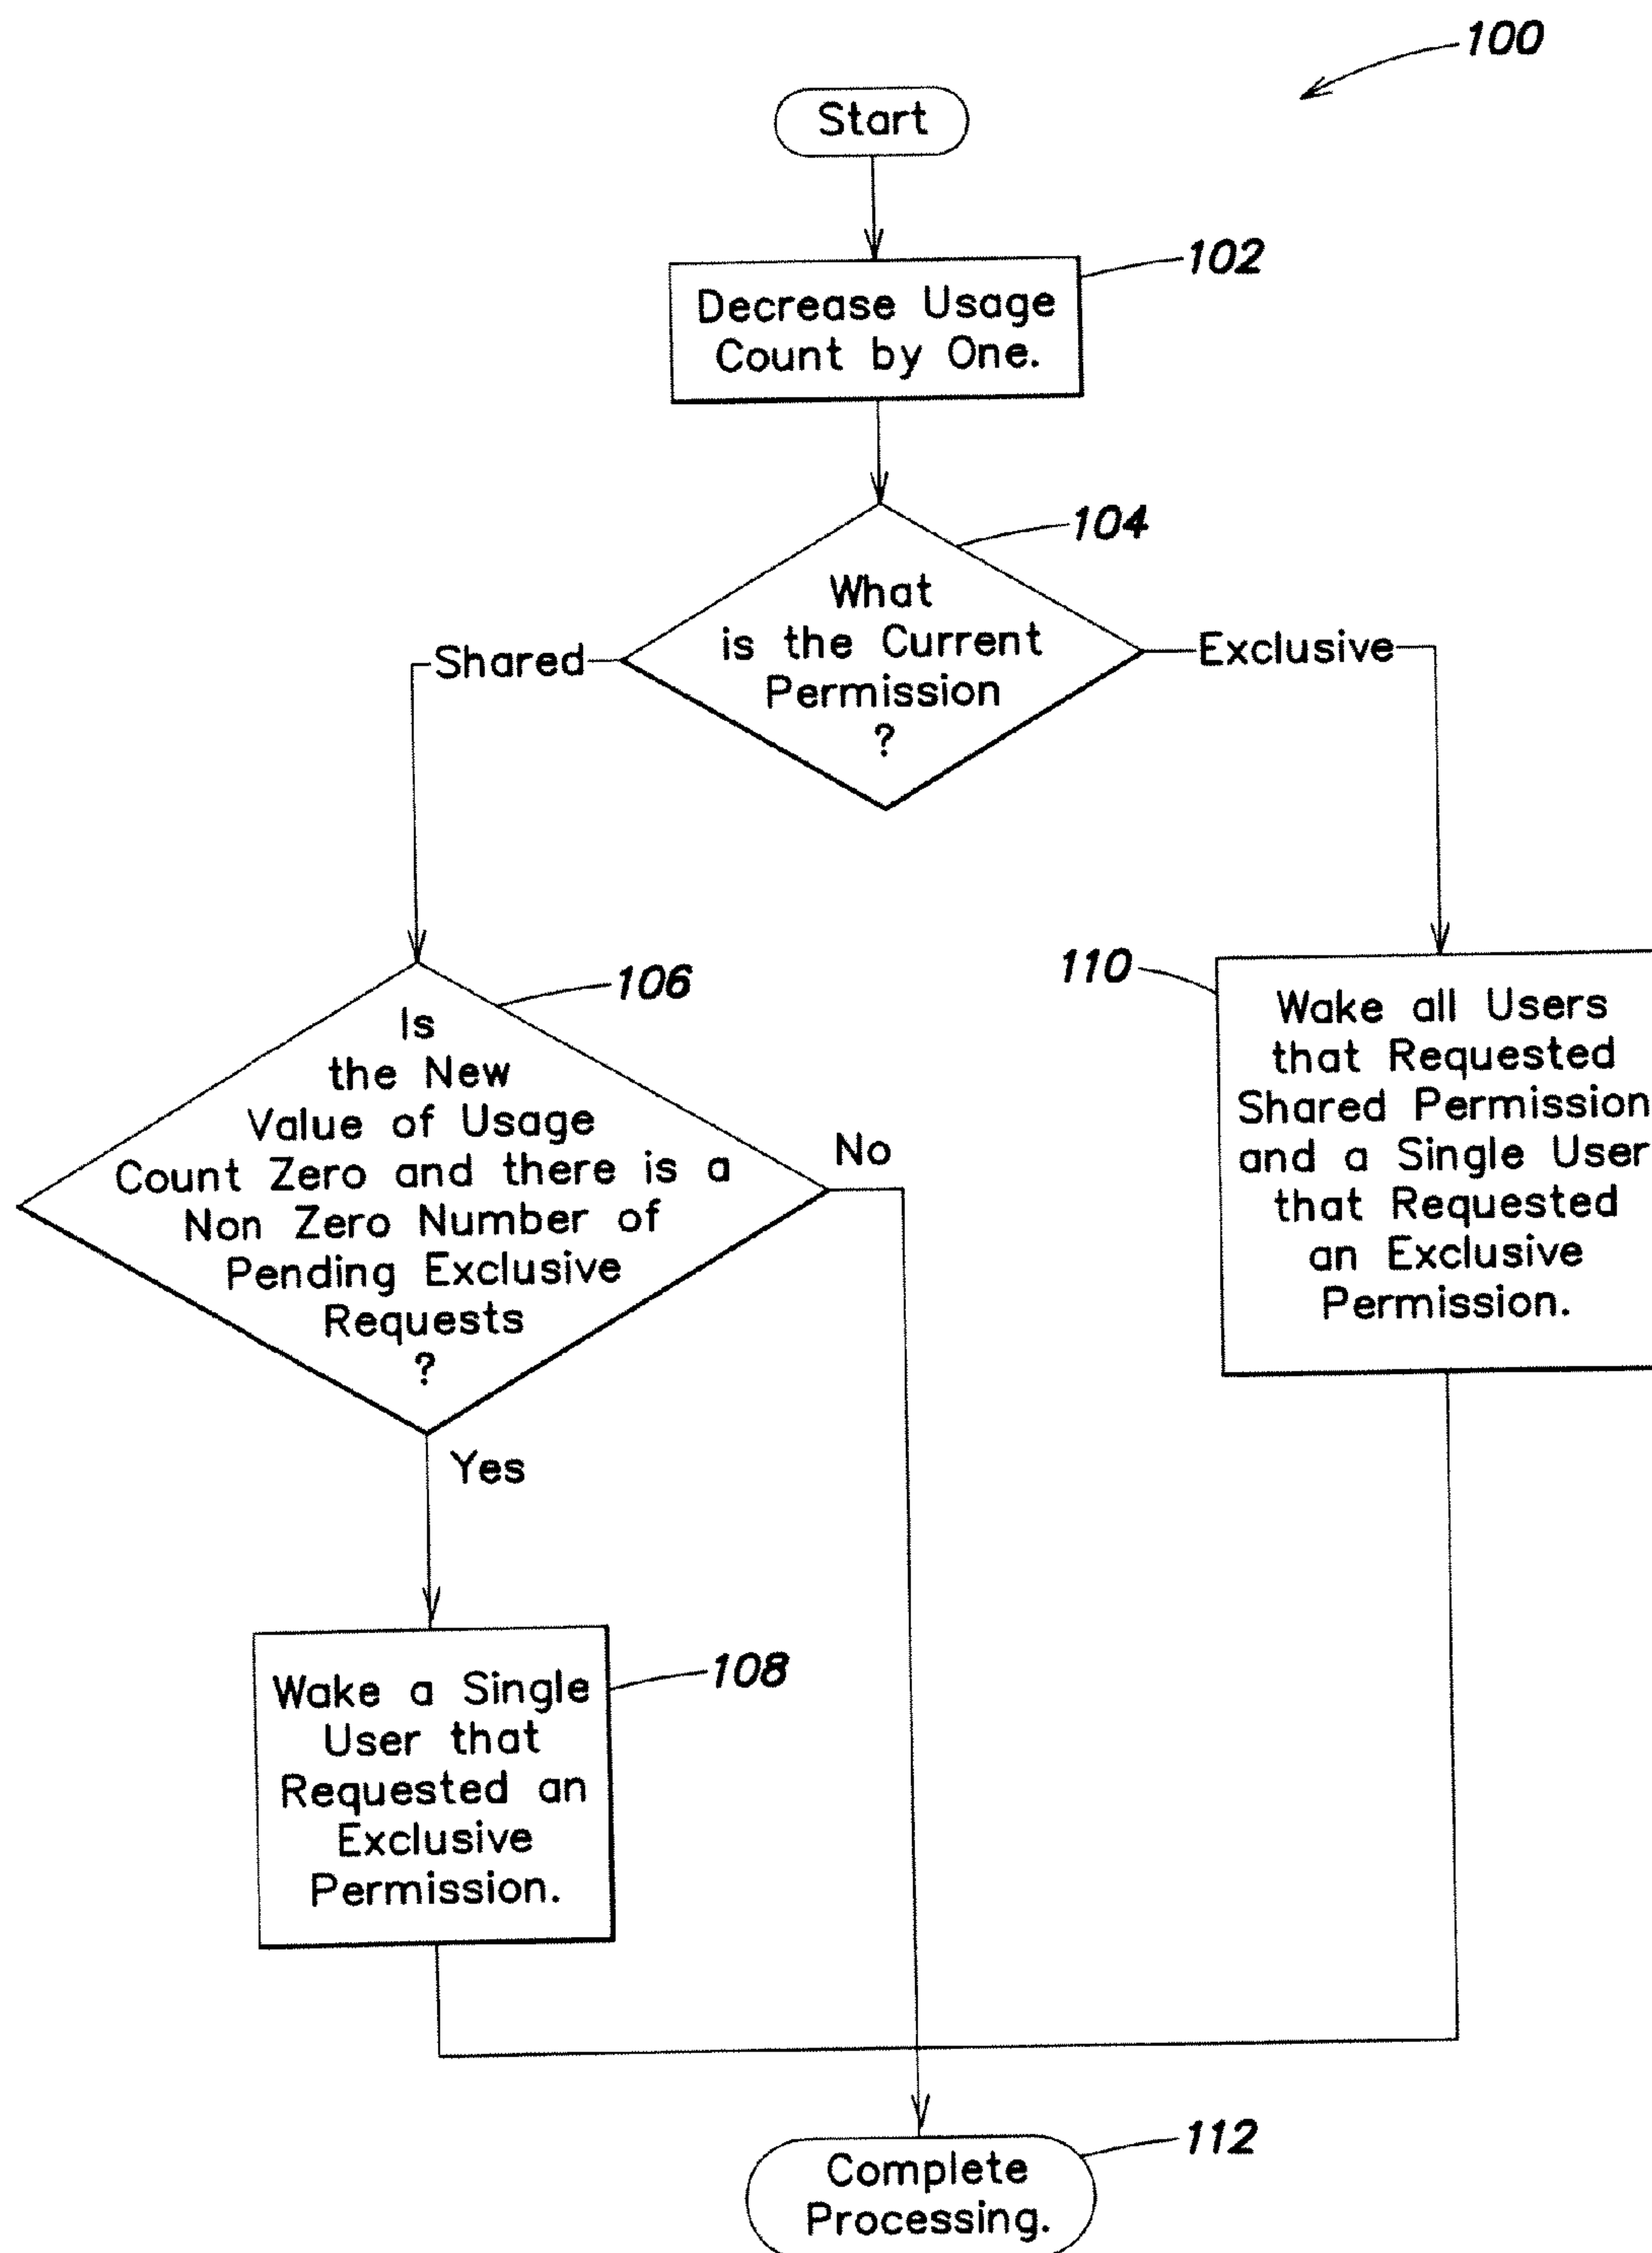 100
Start
102
Decrease Usage
Count by One.
104
What
is the Current
Permission
?
Shared
Exclusive
106
Is
the New
Value of Usage
Count Zero and there is a
Non Zero Number of
Pending Exclusive
Requests
?
No
Yes
110
Wake all Users
that Requested
Shared Permission
and a Single User
that Requested
an Exclusive
Permission.
108
Wake a Single
User that
Requested an
Exclusive
Permission.
112
Complete
Processing.